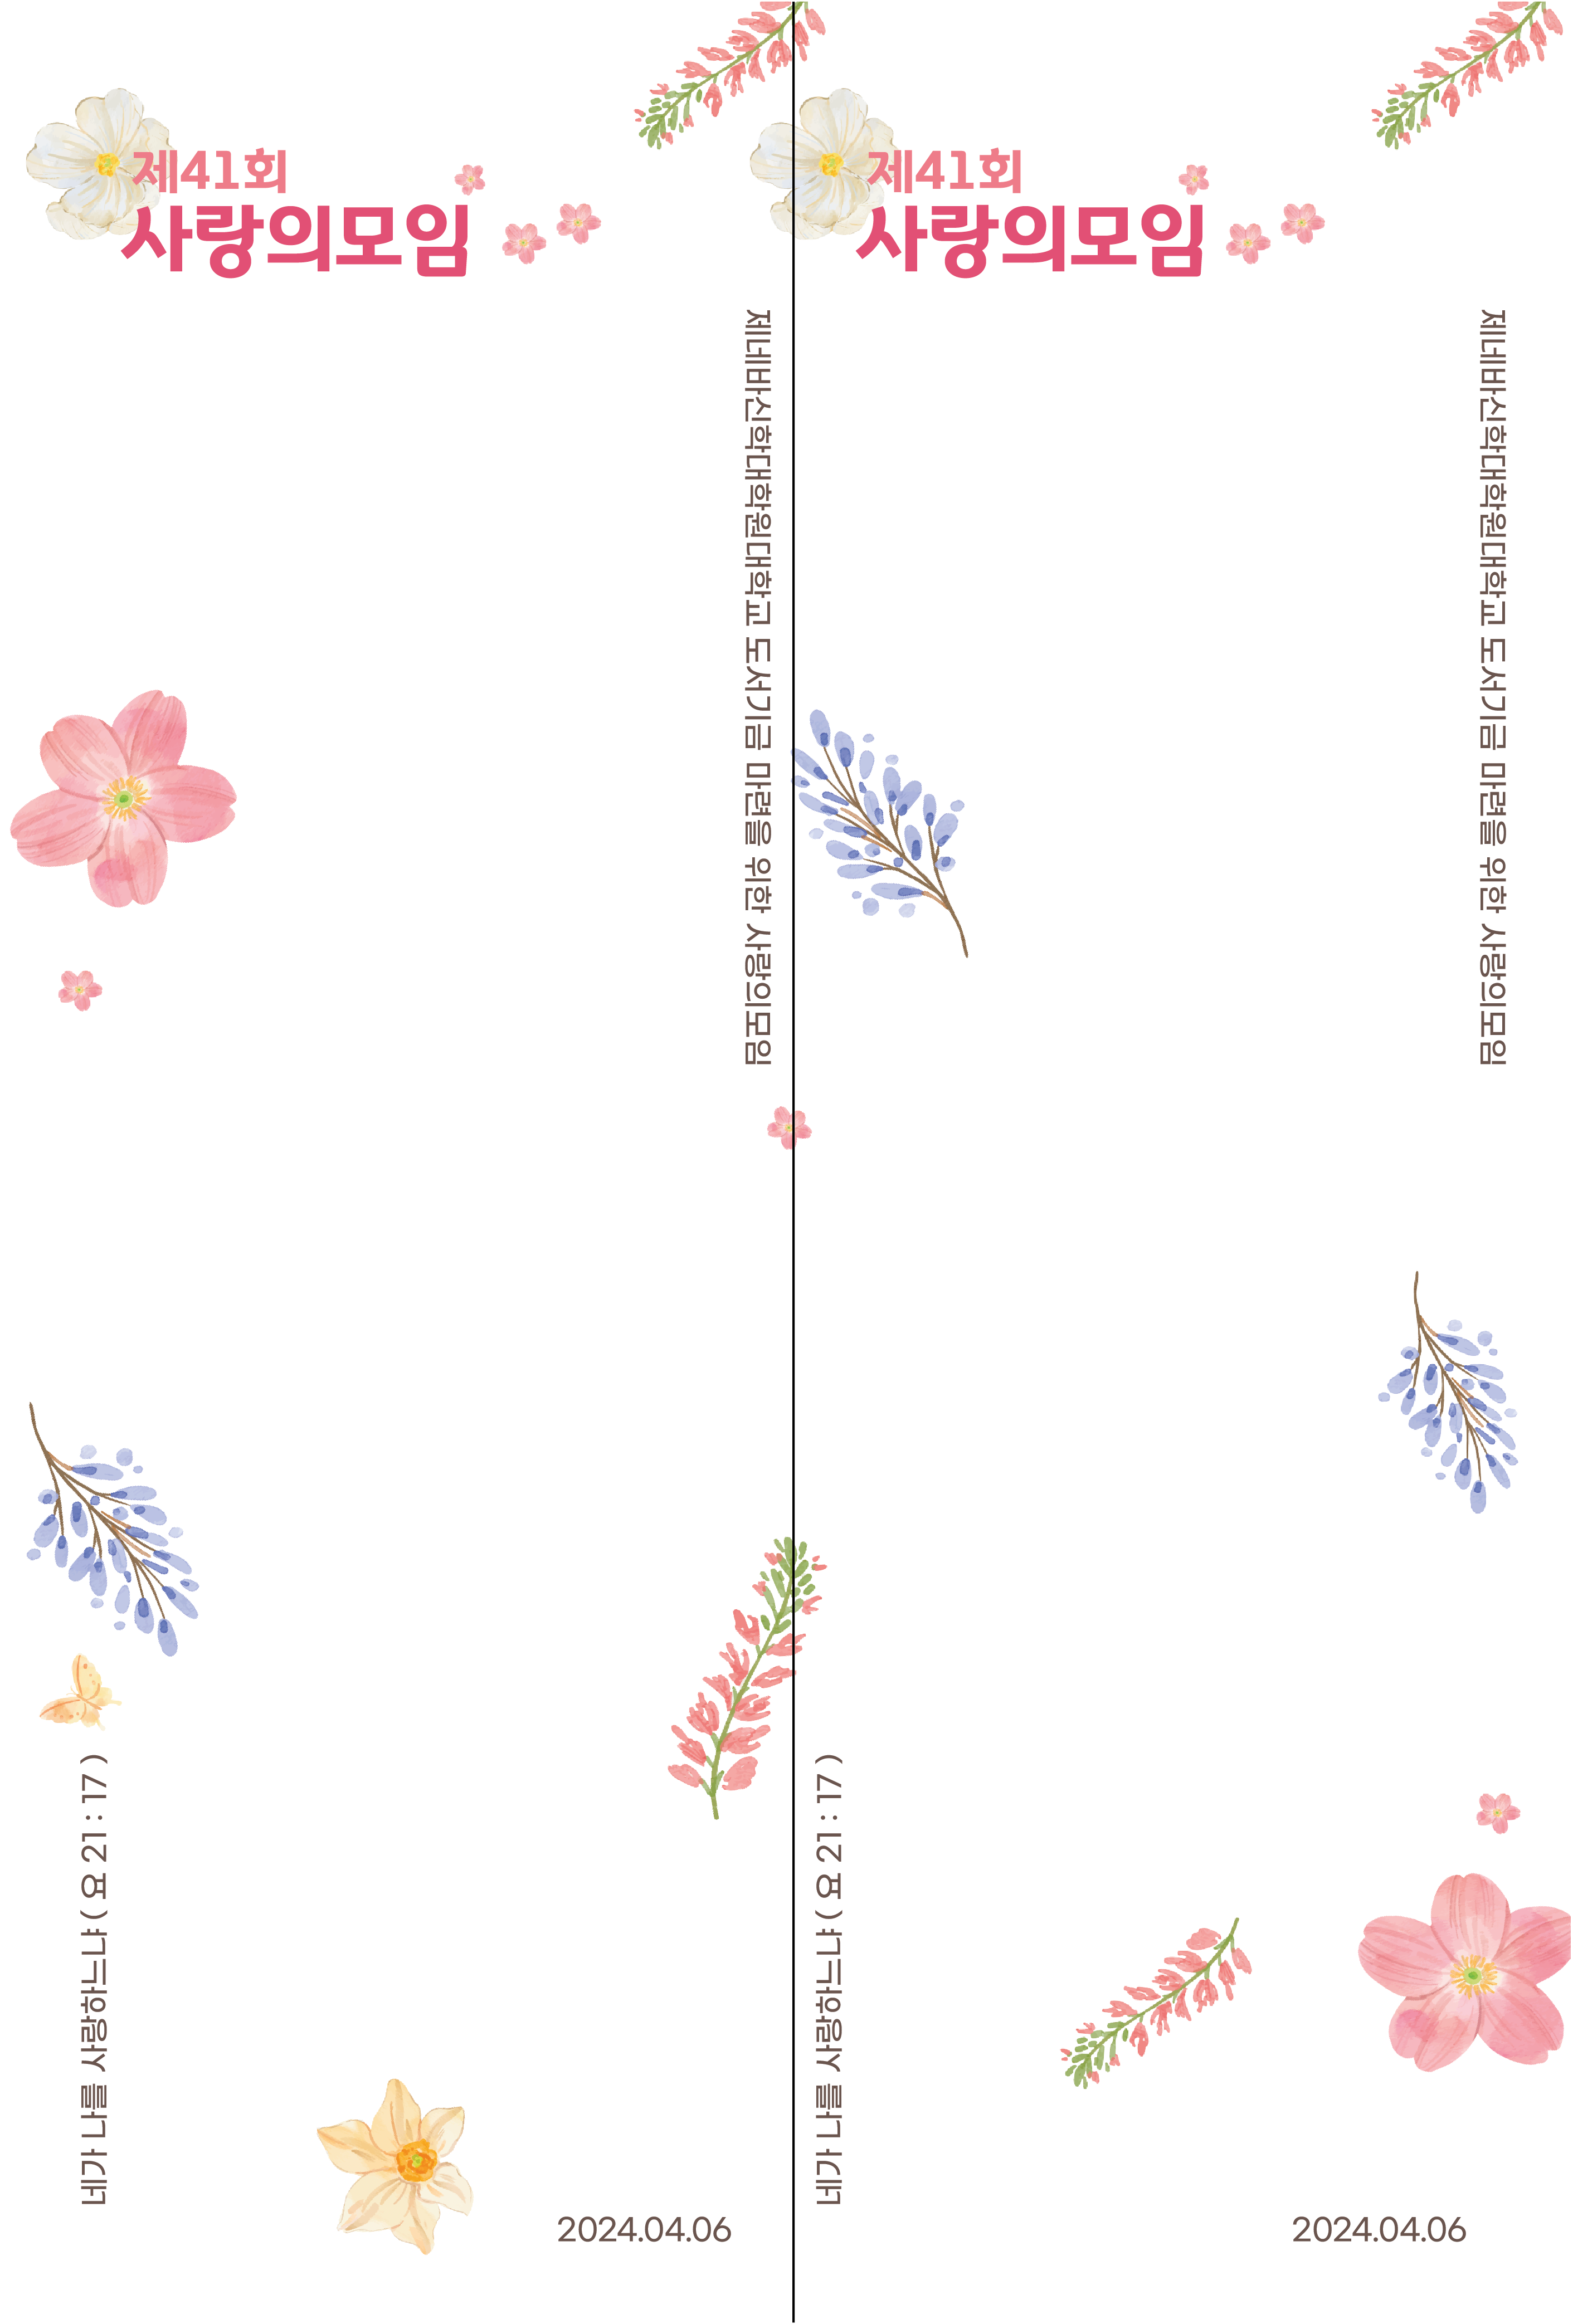 제41회
사랑의모임
제네바신학대학원대학교 도서기금 마련을 위한 사랑의모임
네가 나를 사랑하느냐 ( 요 21 : 17 )
2024.04.06
제41회
사랑의모임
제네바신학대학원대학교 도서기금 마련을 위한 사랑의모임
네가 나를 사랑하느냐 ( 요 21 : 17 )
2024.04.06